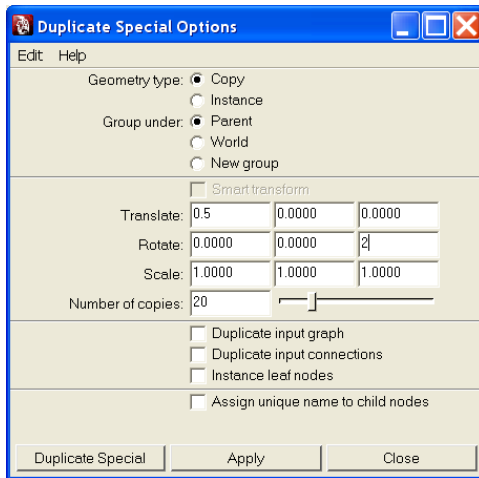 Duplicate Special Options
Edit Help
Geometry type: Copy
Instance
Group under: Parent
World
New group
Smart transform
Translate: 0.5 0.0000 0.0000
Rotate: 0.0000 0.0000 2
Scale: 1.0000 1.0000 1.0000
Number of copies: 20
Duplicate input graph
Duplicate input connections
Instance leaf nodes
Assign unique name to child nodes
Duplicate Special Apply Close